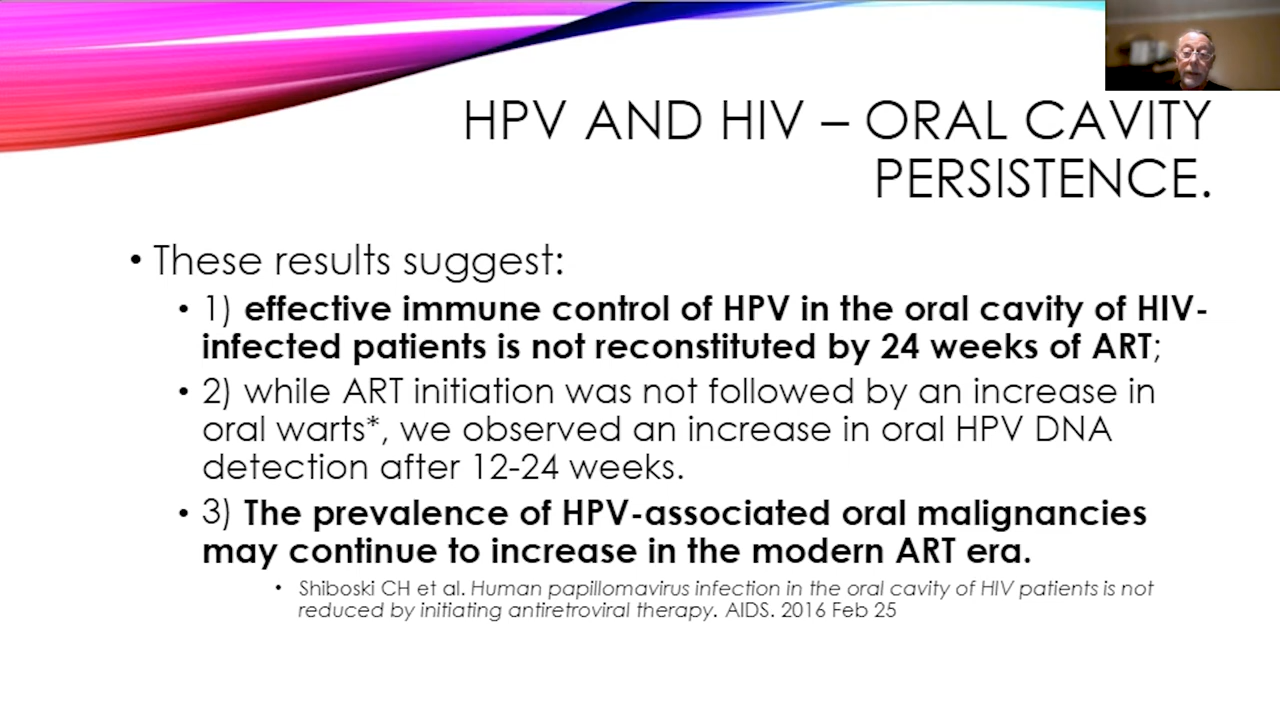 HPV AND HIV – ORAL CAVITY
PERSISTENCE.
• These results suggest:
• 1) effective immune control of HPV in the oral cavity of HIV-
infected patients is not reconstituted by 24 weeks of ART;
• 2) while ART initiation was not followed by an increase in
oral warts*, we observed an increase in oral HPV DNA
detection after 12-24 weeks.
• 3) The prevalence of HPV-associated oral malignancies
may continue to increase in the modern ART era.
• Shiboski CH et al. Human papillomavirus infection in the oral cavity of HIV patients is not
reduced by initiating antiretroviral therapy. AIDS. 2016 Feb 25